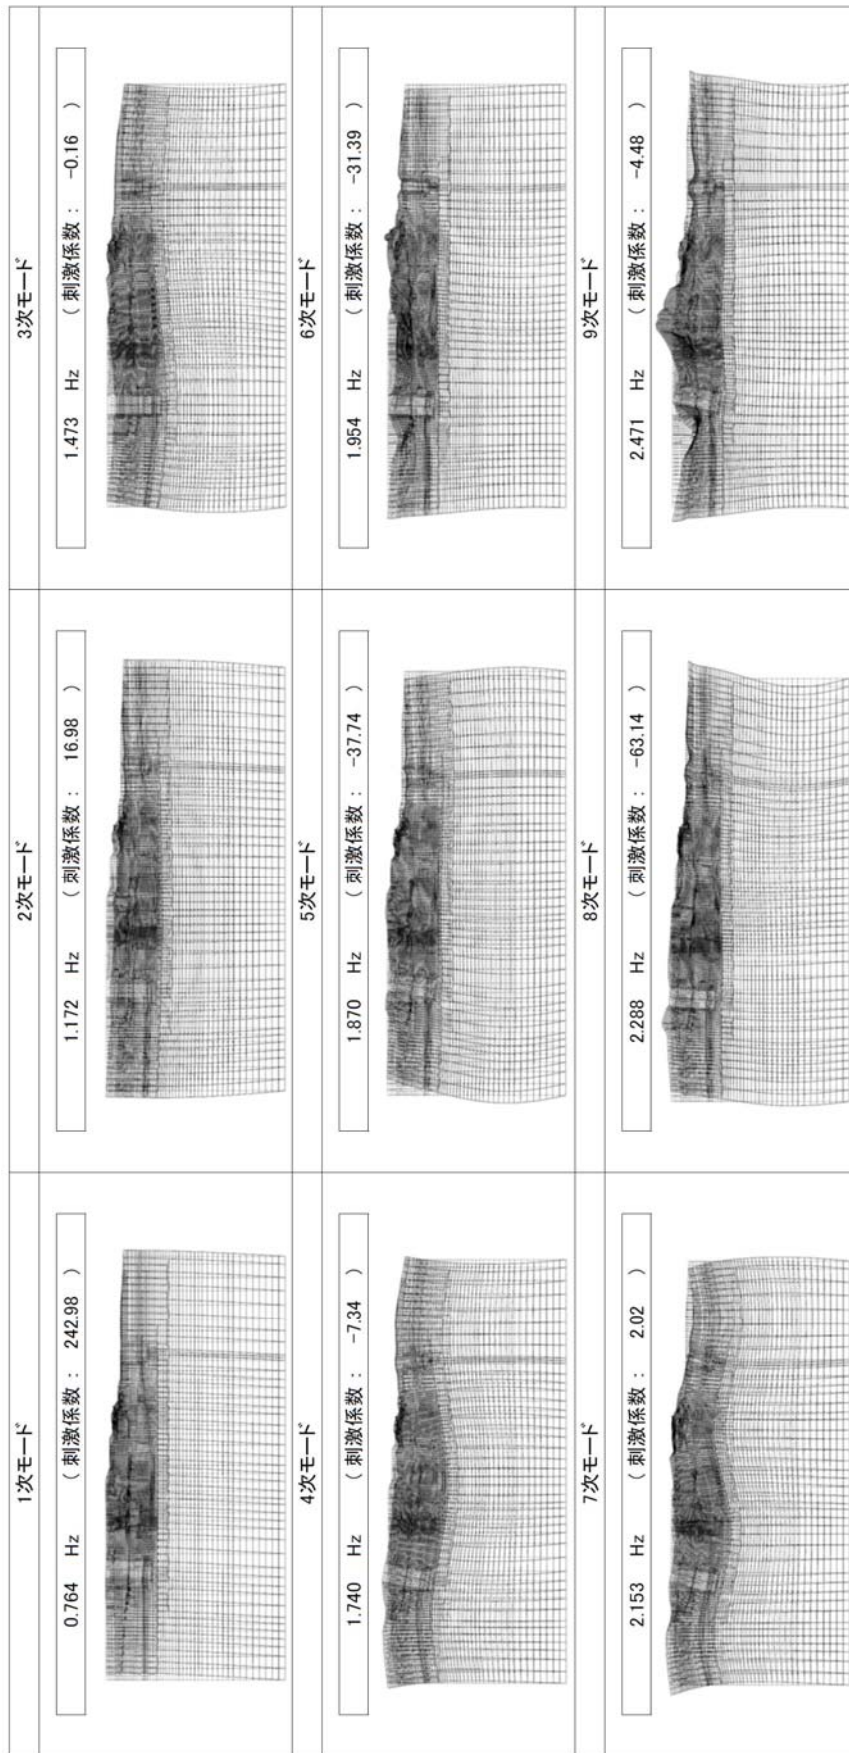 1次モード
0.764 Hz (刺激係数: 242.98 )
2次モード
1.172 Hz (刺激係数: 16.98 )
3次モード
1.473 Hz (刺激係数: -0.16 )
4次モード
1.740 Hz (刺激係数: -7.34 )
5次モード
1.870 Hz (刺激係数: -37.74 )
6次モード
1.954 Hz (刺激係数: -31.39 )
7次モード
2.153 Hz (刺激係数: 2.02 )
8次モード
2.288 Hz (刺激係数: -63.14 )
9次モード
2.471 Hz (刺激係数: -4.48 )